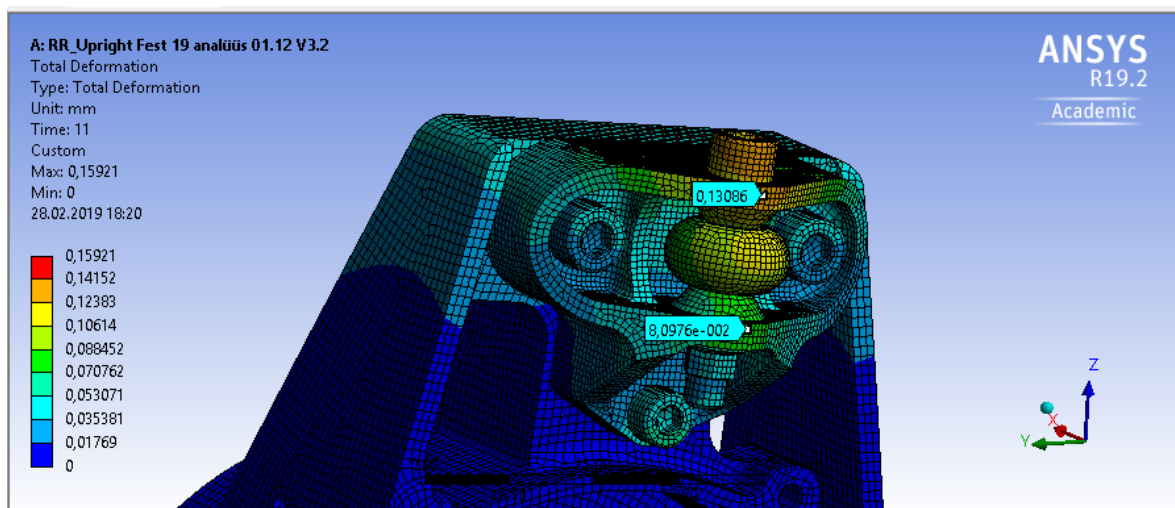 A: RR_Upright Fest 19 analüüs 01.12 V3.2
Total Deformation
Type: Total Deformation
Unit: mm
Time: 11
Custom
Max: 0,15921
Min: 0
28.02.2019 18:20
0,15921
0,14152
0,12383
0,10614
0,088452
0,070762
0,053071
0,035381
0,01769
0
0,13086
8,0976e-002
ANSYS
R19.2
Academic
Z
X
Y